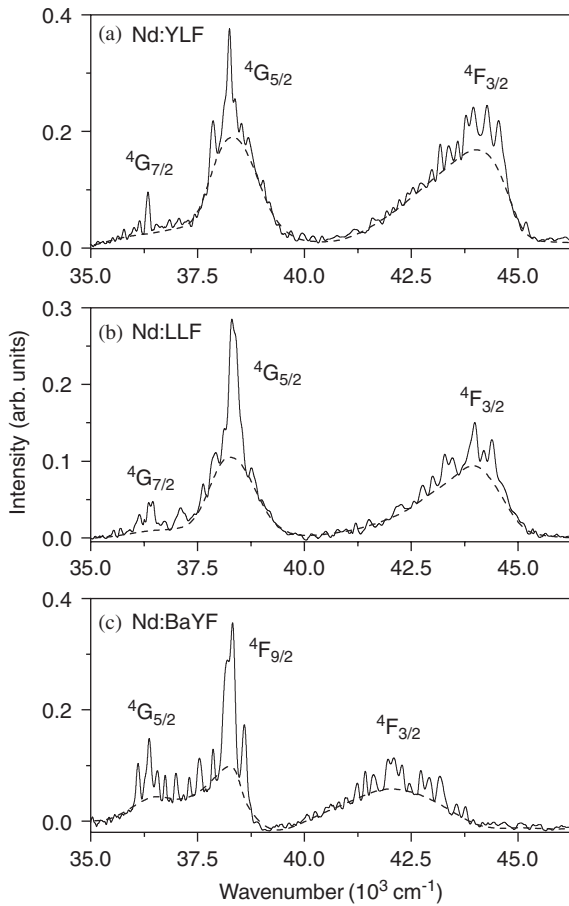 (a) Nd:YLF
⁴G₇/₂
⁴G₅/₂
⁴F₃/₂
0.4
0.2
0.0
35.0 37.5 40.0 42.5 45.0
(b) Nd:LLF
⁴G₇/₂
⁴G₅/₂
⁴F₃/₂
0.3
0.2
0.1
0.0
35.0 37.5 40.0 42.5 45.0
Intensity (arb. units)
(c) Nd:BaYF
⁴G₅/₂
⁴F₉/₂
⁴F₃/₂
0.4
0.2
0.0
35.0 37.5 40.0 42.5 45.0
Wavenumber (10³ cm⁻¹)